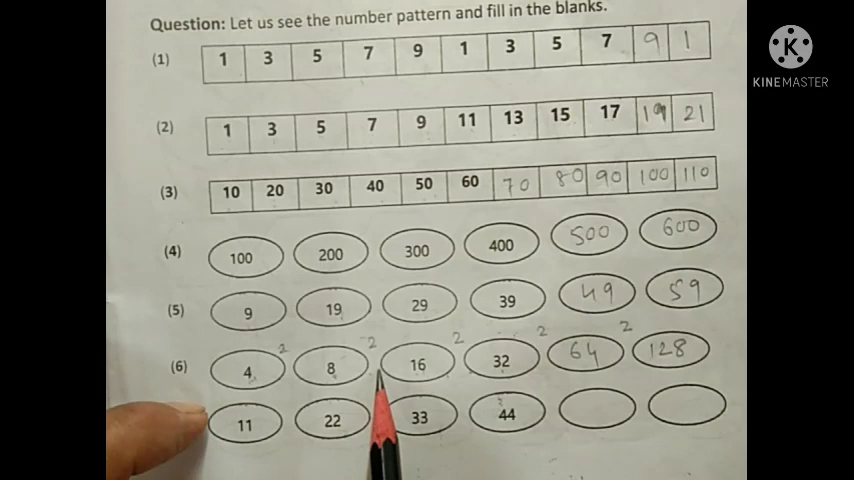 Question: Let us see the number pattern and fill in the blanks.
(1) 1 3 5 7 9 1 3 5 7 9 1
K
KINEMASTER
(2) 1 3 5 7 9 11 13 15 17 19 21
(3) 10 20 30 40 50 60 70 80 90 100 110
(4) 100 200 300 400 500 600
(5) 9 19 29 39 49 59
2 2 2 2 2
(6) 4 8 16 32 64 128
11 22 33 44